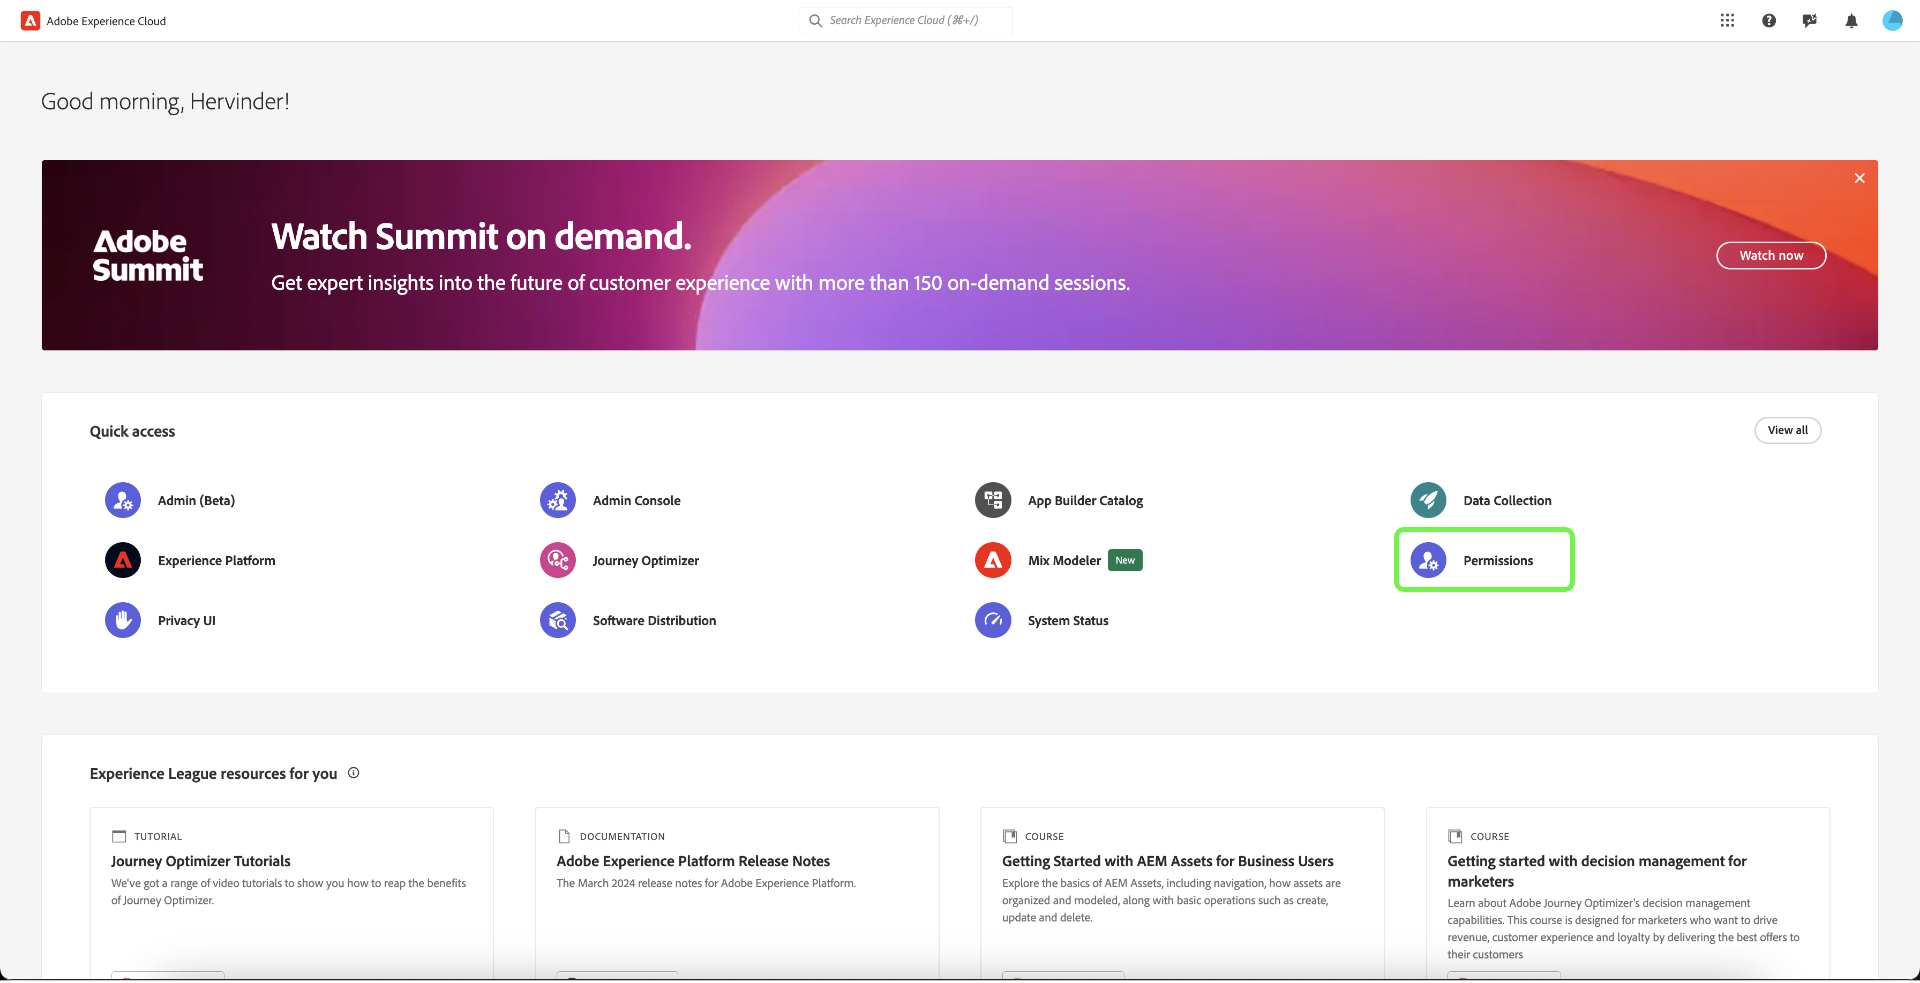 Adobe Experience Cloud
Search Experience Cloud (⌘+/)
Good morning, Hervinder!
Adobe
Summit
Watch Summit on demand.
Get expert insights into the future of customer experience with more than 150 on-demand sessions.
Watch now
Quick access
View all
Admin (Beta)
Admin Console
App Builder Catalog
Data Collection
Experience Platform
Journey Optimizer
Mix Modeler New
Permissions
Privacy UI
Software Distribution
System Status
Experience League resources for you
TUTORIAL
Journey Optimizer Tutorials
We've got a range of video tutorials to show you how to reap the benefits
of Journey Optimizer.
DOCUMENTATION
Adobe Experience Platform Release Notes
The March 2024 release notes for Adobe Experience Platform.
COURSE
Getting Started with AEM Assets for Business Users
Explore the basics of AEM Assets, including navigation, how assets are
organized and modeled, along with basic operations such as create,
update and delete.
COURSE
Getting started with decision management for
marketers
Learn about Adobe Journey Optimizer's decision management
capabilities. This course is designed for marketers who want to drive
revenue, customer experience and loyalty by delivering the best offers to
their customers